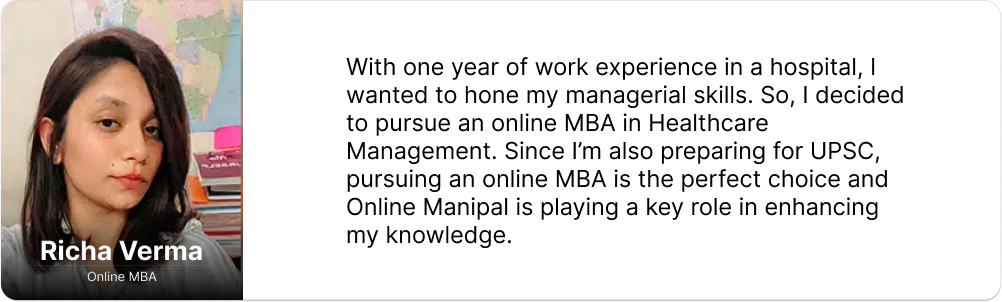 Richa Verma
Online MBA
With one year of work experience in a hospital, I
wanted to hone my managerial skills. So, I decided
to pursue an online MBA in Healthcare
Management. Since I’m also preparing for UPSC,
pursuing an online MBA is the perfect choice and
Online Manipal is playing a key role in enhancing
my knowledge.